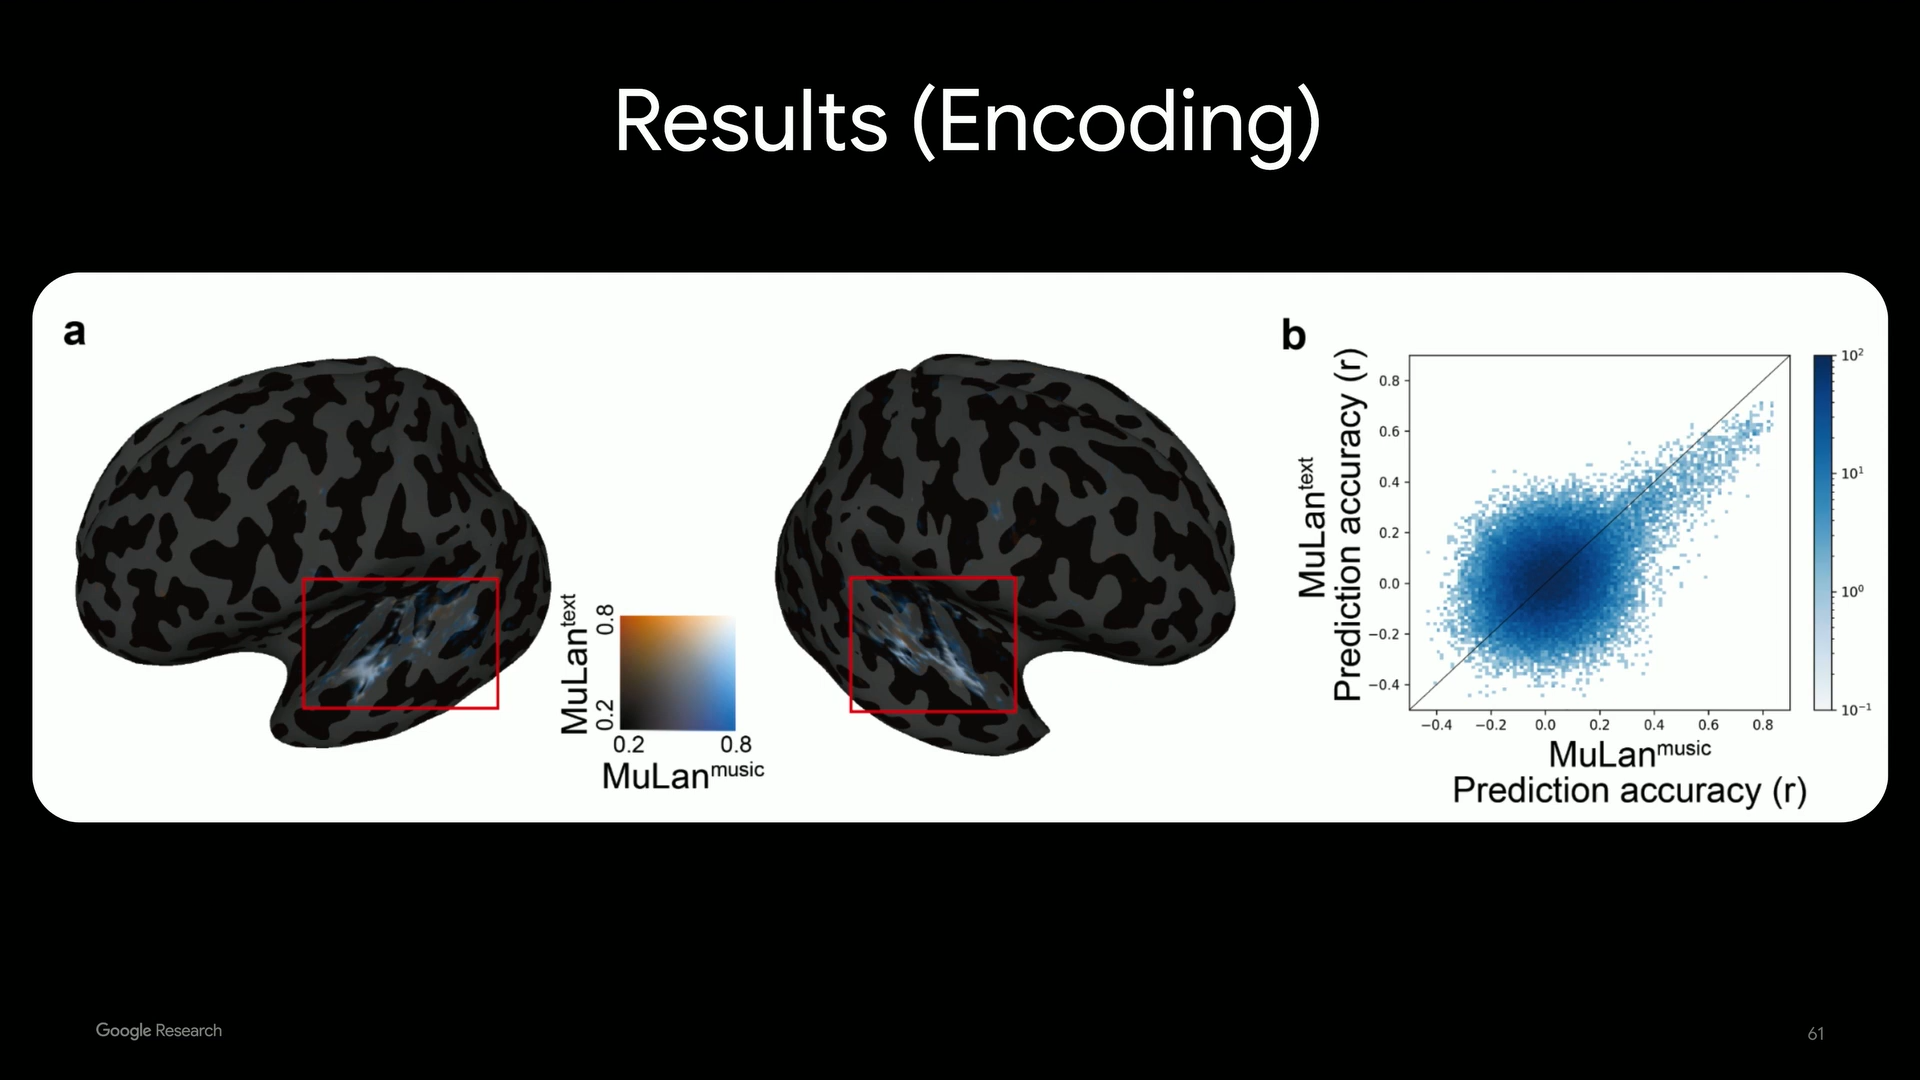 Results (Encoding)
a
MuLantext
0.8
0.2
0.2 0.8
MuLanmusic
b
MuLantext
Prediction accuracy (r)
0.8
0.6
0.4
0.2
0.0
−0.2
−0.4
−0.4 −0.2 0.0 0.2 0.4 0.6 0.8
MuLanmusic
Prediction accuracy (r)
10²
10¹
10⁰
10⁻¹
Google Research
61